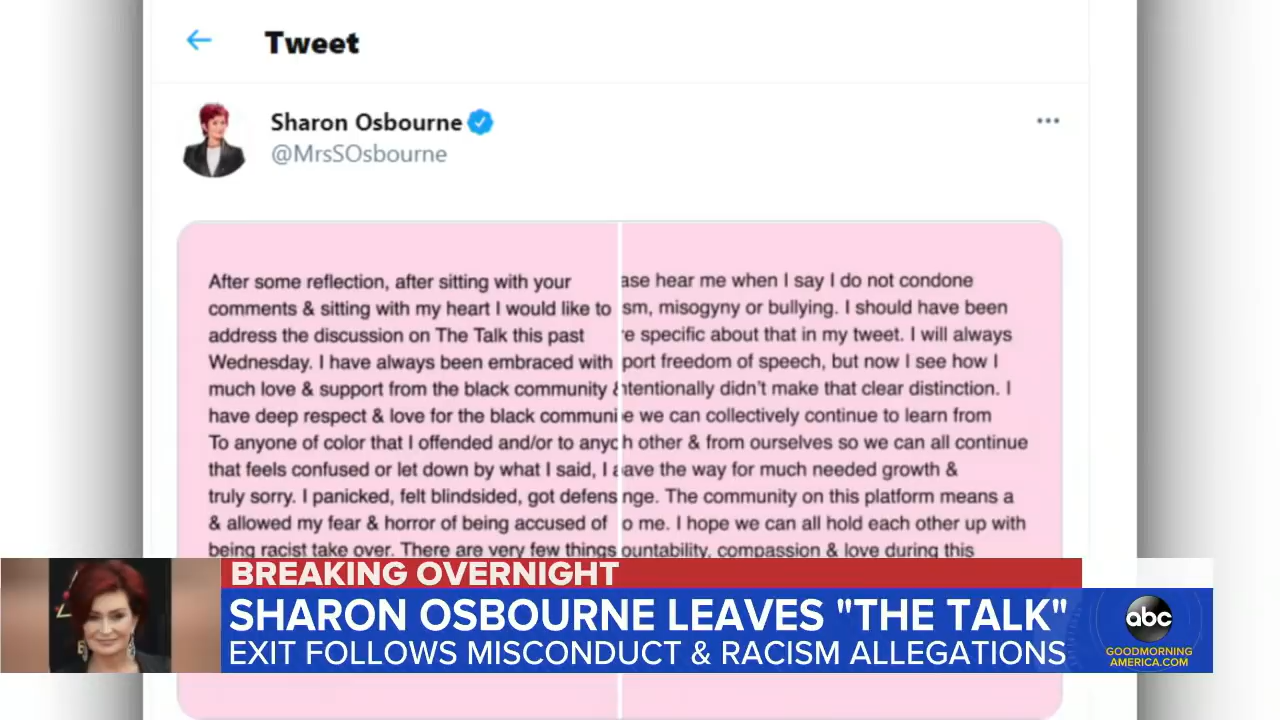 Tweet
Sharon Osbourne
@MrsSOsbourne
After some reflection, after sitting with your
comments & sitting with my heart I would like to
address the discussion on The Talk this past
Wednesday. I have always been embraced with
much love & support from the black community &
have deep respect & love for the black communi
To anyone of color that I offended and/or to anyo
that feels confused or let down by what I said, I a
truly sorry. I panicked, felt blindsided, got defens
& allowed my fear & horror of being accused of
being racist take over. There are very few things
ase hear me when I say I do not condone
sm, misogyny or bullying. I should have been
re specific about that in my tweet. I will always
port freedom of speech, but now I see how I
ntentionally didn't make that clear distinction. I
e we can collectively continue to learn from
h other & from ourselves so we can all continue
ave the way for much needed growth &
nge. The community on this platform means a
o me. I hope we can all hold each other up with
ountability, compassion & love during this
BREAKING OVERNIGHT
SHARON OSBOURNE LEAVES "THE TALK"
EXIT FOLLOWS MISCONDUCT & RACISM ALLEGATIONS
abc
GOODMORNING
AMERICA.COM